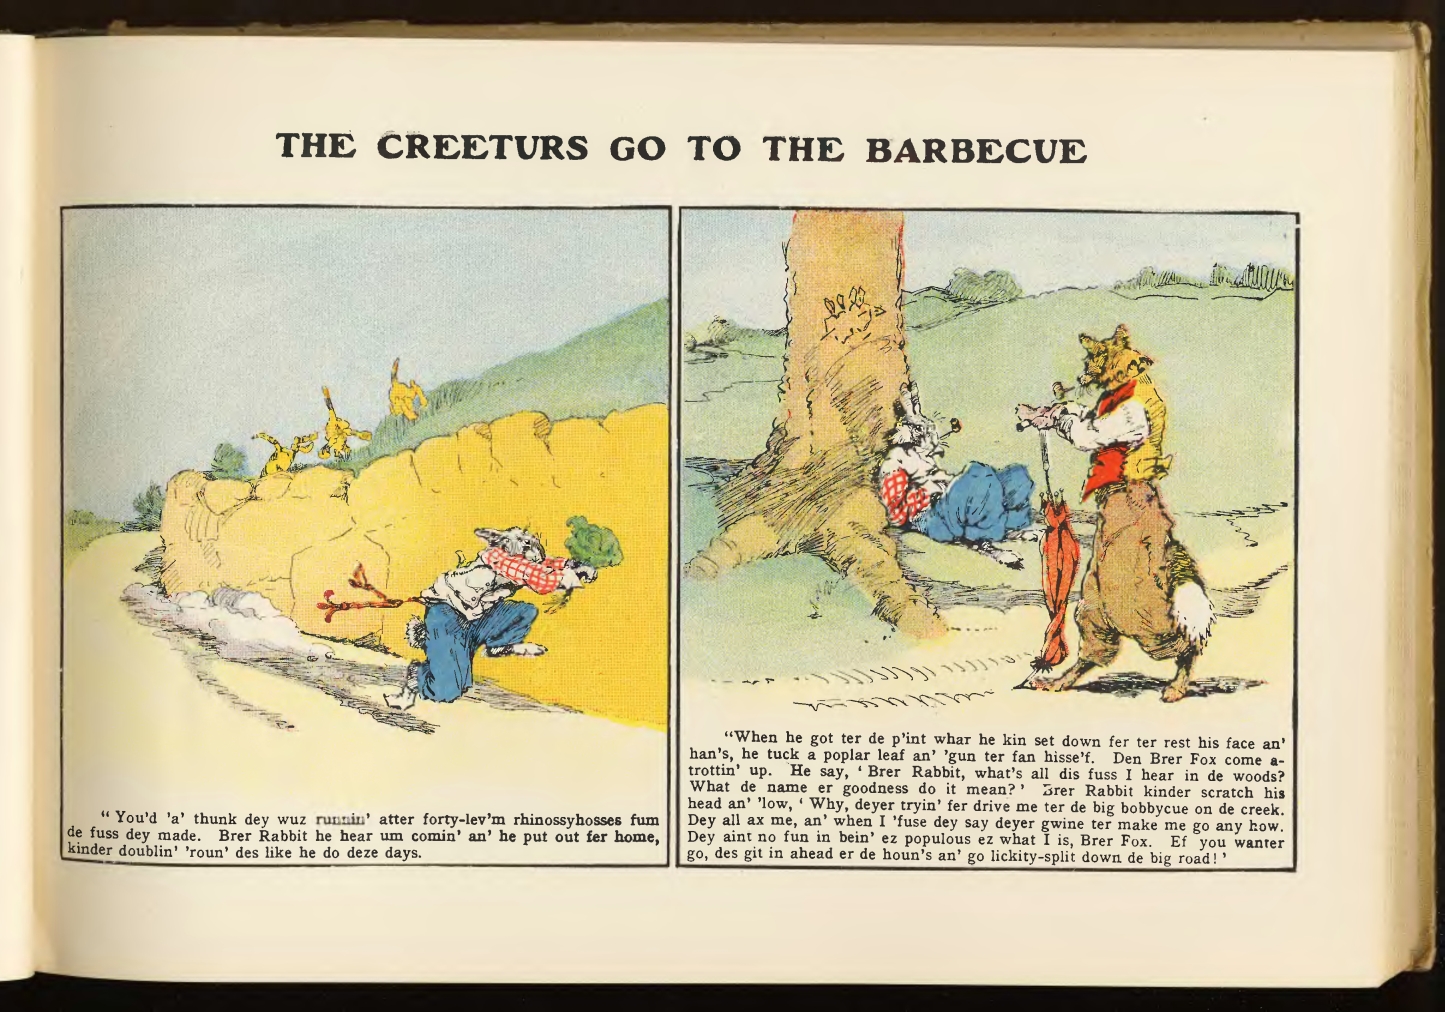 THE CREETURS GO TO THE BARBECUE
“ You'd 'a' thunk dey wuz runnin' atter forty-lev'm rhinossyhosses fum
de fuss dey made. Brer Rabbit he hear um comin' an' he put out fer home,
kinder doublin' 'roun' des like he do deze days.
“When he got ter de p'int whar he kin set down fer ter rest his face an'
han's, he tuck a poplar leaf an' 'gun ter fan hisse'f. Den Brer Fox come a-
trottin' up. He say, ‘ Brer Rabbit, what's all dis fuss I hear in de woods?
What de name er goodness do it mean? ’ Brer Rabbit kinder scratch his
head an' 'low, ‘ Why, deyer tryin' fer drive me ter de big bobbycue on de creek.
Dey all ax me, an' when I 'fuse dey say deyer gwine ter make me go any how.
Dey aint no fun in bein' ez populous ez what I is, Brer Fox. Ef you wanter
go, des git in ahead er de houn's an' go lickity-split down de big road! ’